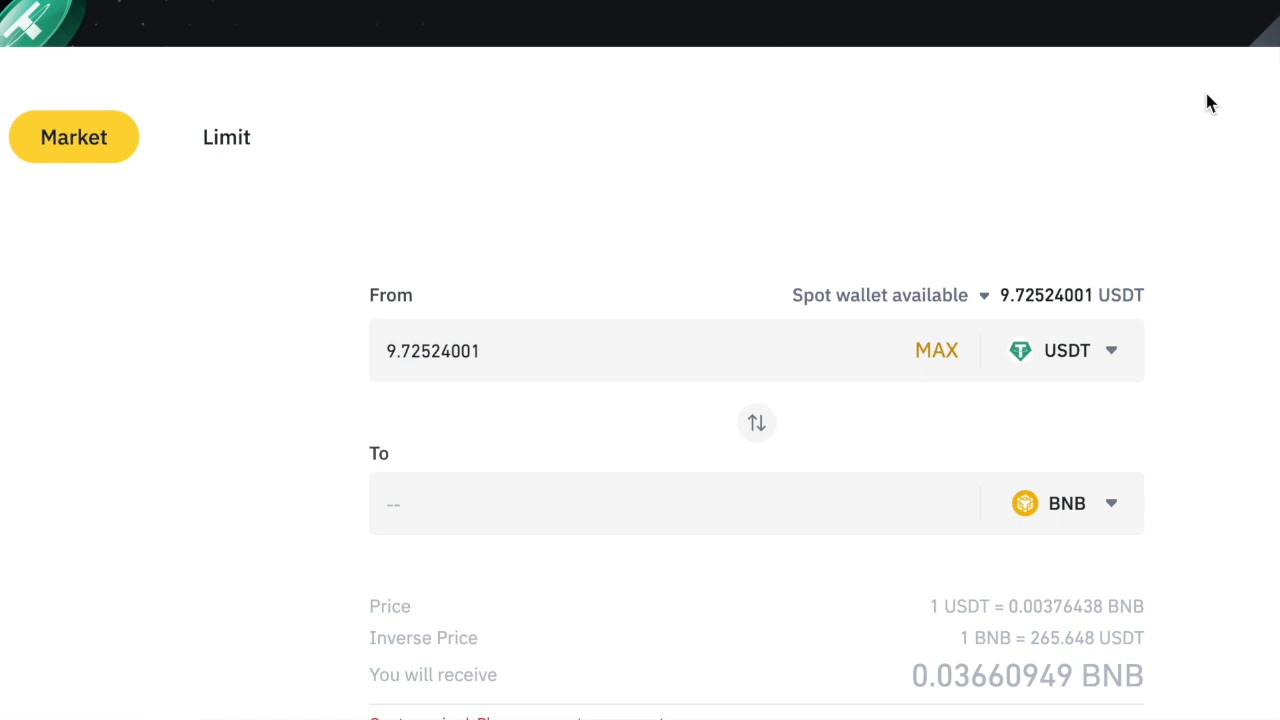 Market Limit
From Spot wallet available 9.72524001 USDT
9.72524001 MAX USDT
To
-- BNB
Price 1 USDT = 0.00376438 BNB
Inverse Price 1 BNB = 265.648 USDT
You will receive 0.03660949 BNB